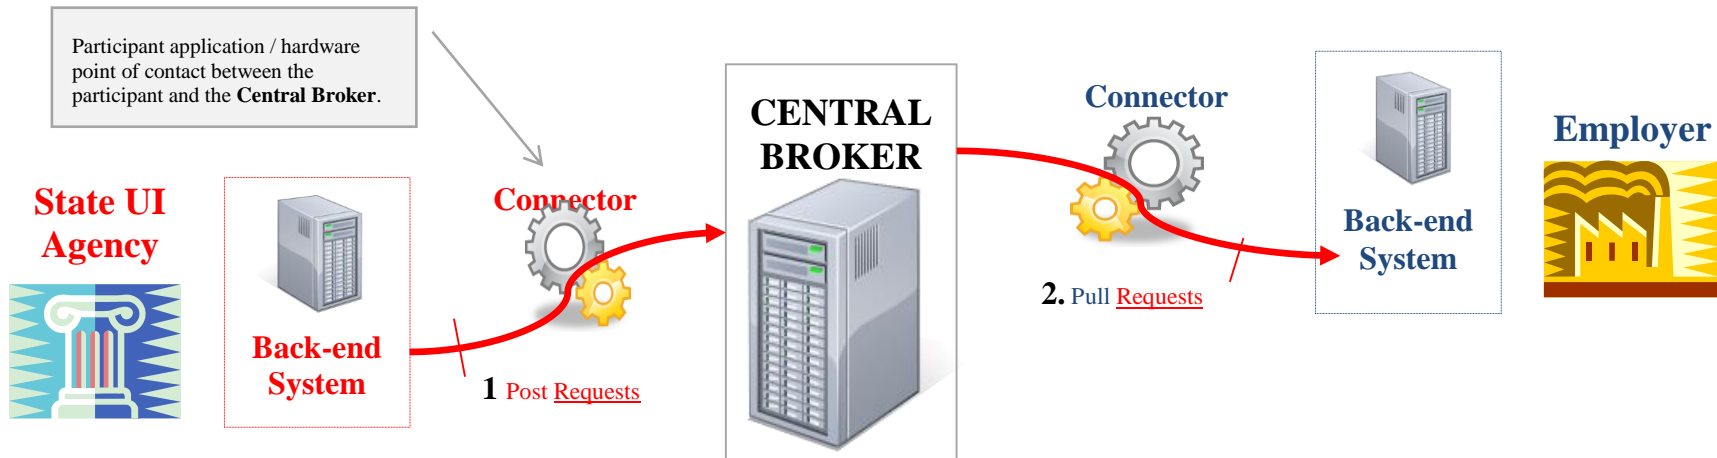 Participant application / hardware
point of contact between the
participant and the Central Broker.
State UI
Agency
Back-end
System
Connector
1 Post Requests
CENTRAL
BROKER
Connector
2. Pull Requests
Back-end
System
Employer